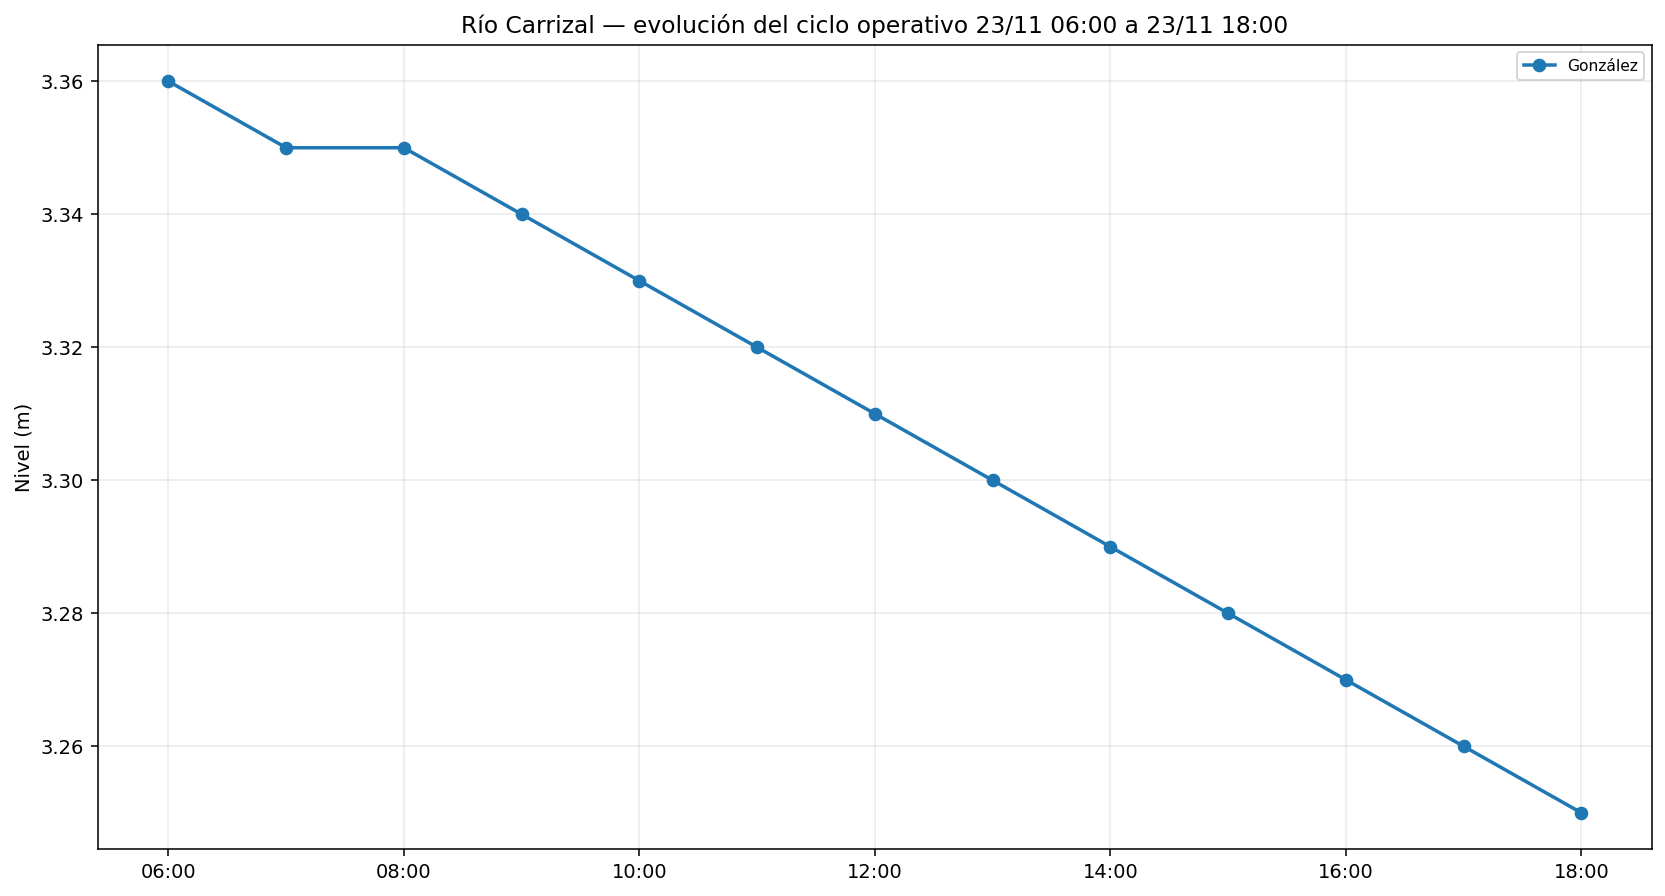 Río Carrizal — evolución del ciclo operativo 23/11 06:00 a 23/11 18:00
González
Nivel (m)
3.36
3.34
3.32
3.30
3.28
3.26
06:00 08:00 10:00 12:00 14:00 16:00 18:00